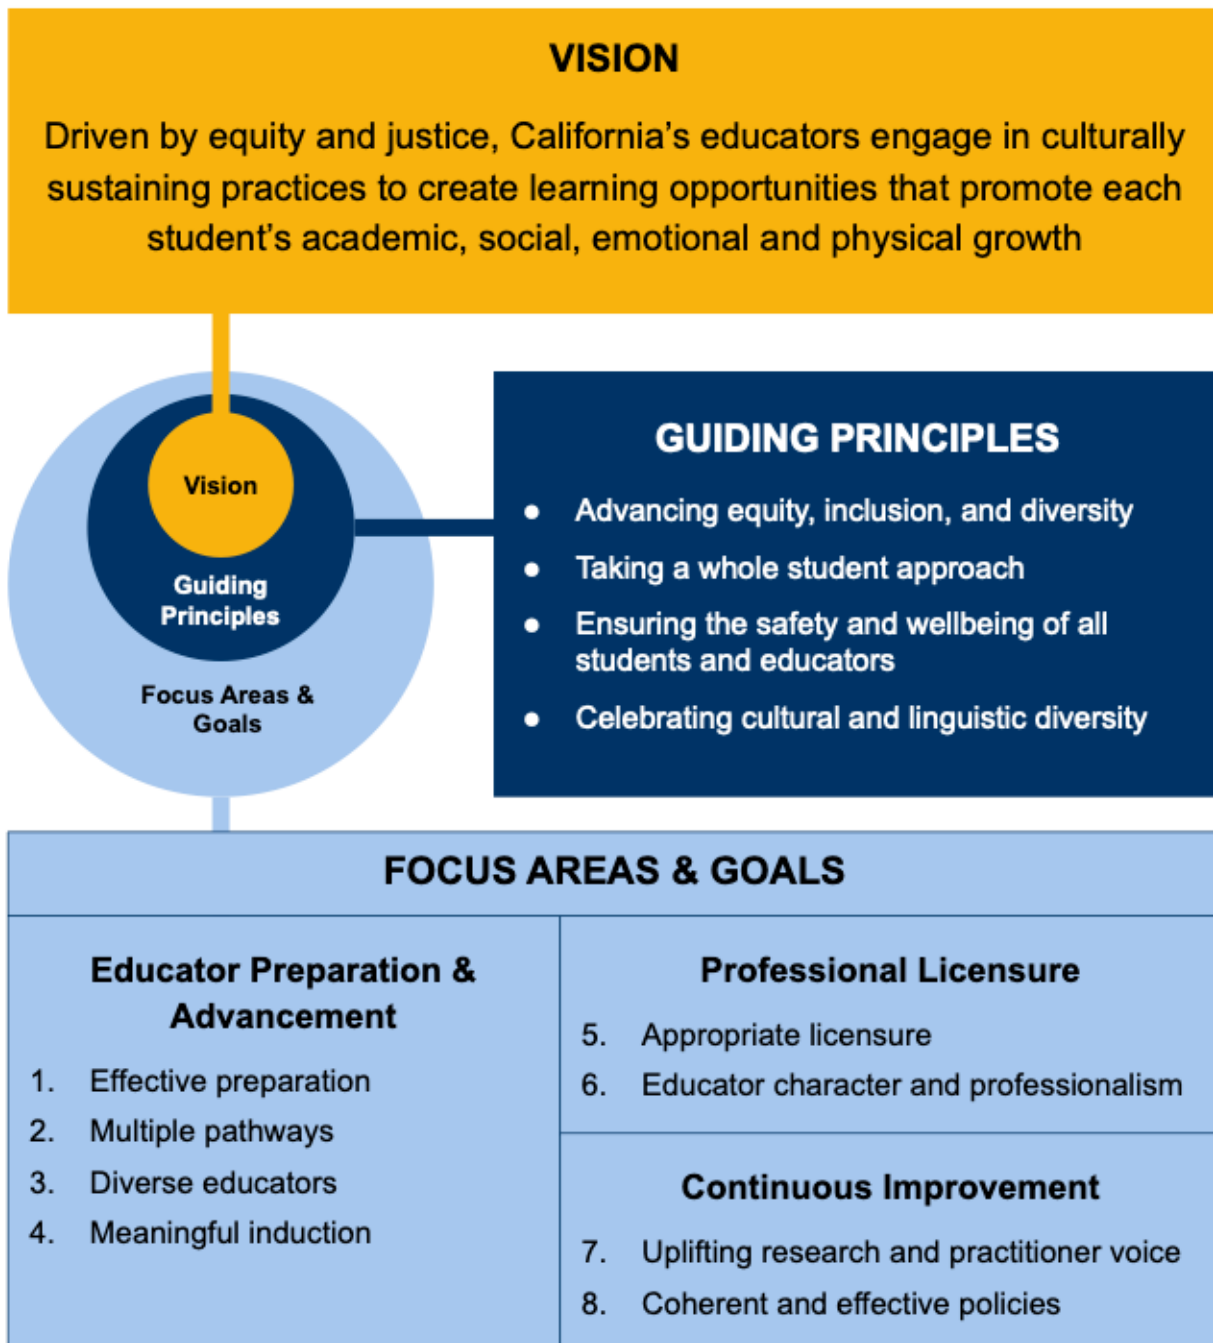 VISION
Driven by equity and justice, California’s educators engage in culturally
sustaining practices to create learning opportunities that promote each
student’s academic, social, emotional and physical growth
Vision
Guiding
Principles
Focus Areas &
Goals
GUIDING PRINCIPLES
● Advancing equity, inclusion, and diversity
● Taking a whole student approach
● Ensuring the safety and wellbeing of all
students and educators
● Celebrating cultural and linguistic diversity
FOCUS AREAS & GOALS
Educator Preparation &
Advancement
1. Effective preparation
2. Multiple pathways
3. Diverse educators
4. Meaningful induction
Professional Licensure
5. Appropriate licensure
6. Educator character and professionalism
Continuous Improvement
7. Uplifting research and practitioner voice
8. Coherent and effective policies